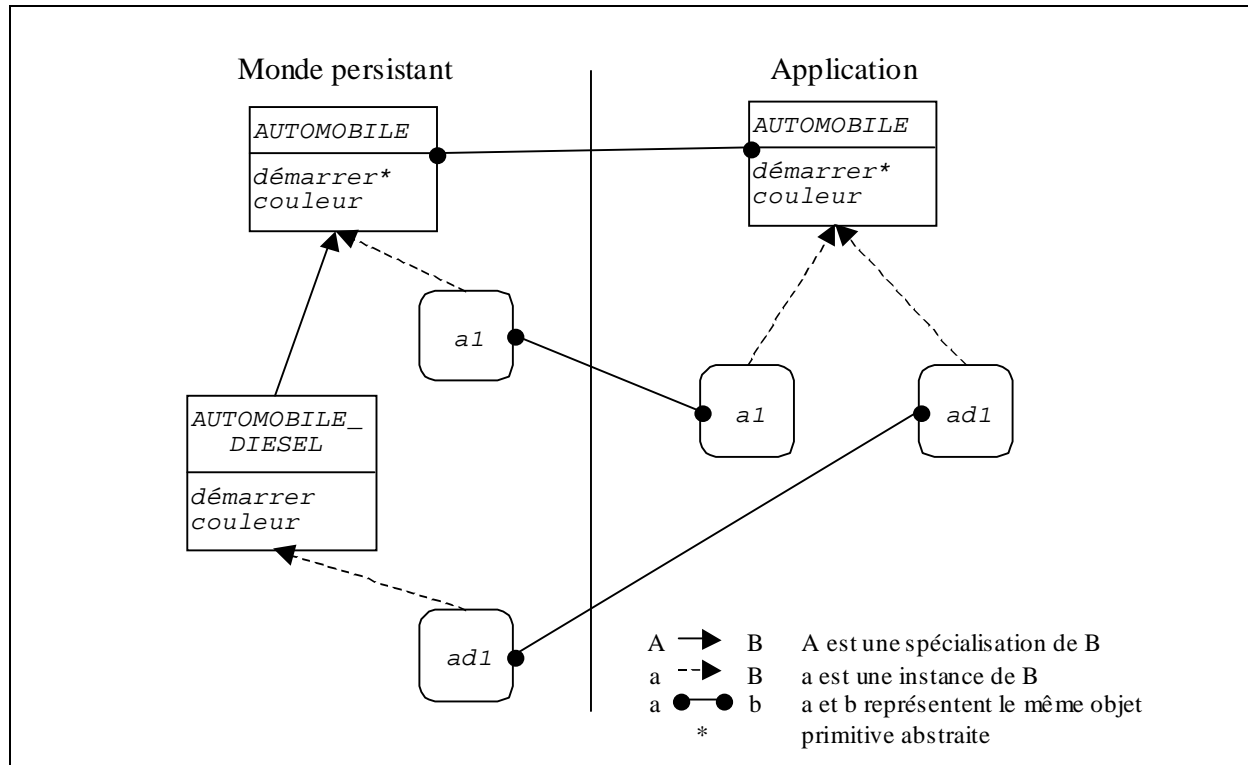 Monde persistant
Application
AUTOMOBILE
démarrer*
couleur
AUTOMOBILE
démarrer*
couleur
a1
a1
ad1
AUTOMOBILE_
DIESEL
démarrer
couleur
ad1
A B A est une spécialisation de B
a B a est une instance de B
a b a et b représentent le même objet
* primitive abstraite